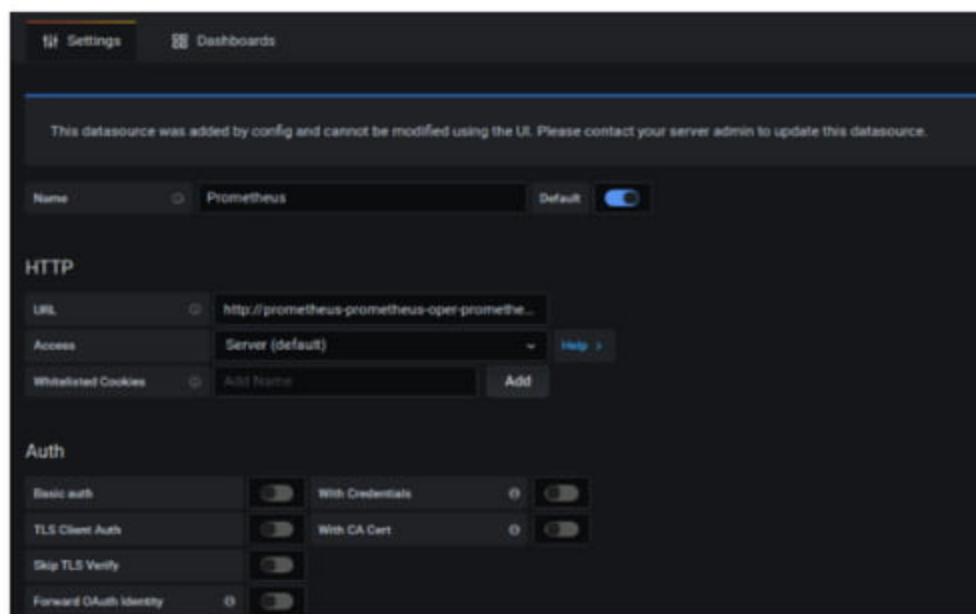 Settings Dashboards
This datasource was added by config and cannot be modified using the UI. Please contact your server admin to update this datasource.
Name Prometheus Default
HTTP
URL http://prometheus-prometheus-oper-promethe...
Access Server (default) Help >
Whitelisted Cookies Add Name Add
Auth
Basic auth With Credentials
TLS Client Auth With CA Cert
Skip TLS Verify
Forward OAuth Identity